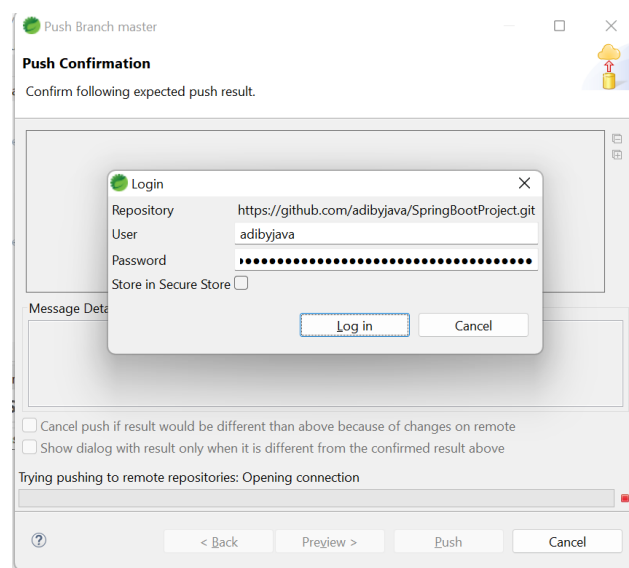 Push Branch master
Push Confirmation
Confirm following expected push result.
Login
Repository https://github.com/adibyjava/SpringBootProject.git
User adibyjava
Password
Store in Secure Store
Message Deta
Log in Cancel
Cancel push if result would be different than above because of changes on remote
Show dialog with result only when it is different from the confirmed result above
Trying pushing to remote repositories: Opening connection
? < Back Preview > Push Cancel